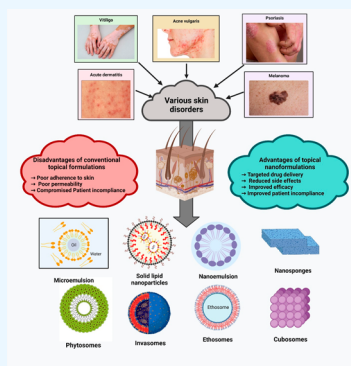 Vitiligo
Acne vulgaris
Psoriasis
Acute dermatitis
Melanoma
Various skin
disorders
Disadvantages of conventional
topical formulations
→ Poor adherence to skin
→ Poor permeability
→ Compromised Patient incompliance
Advantages of topical
nanoformulations
→ Targeted drug delivery
→ Reduced side effects
→ Improved efficacy
→ Improved patient incompliance
Oil
Water
Microemulsion
Solid lipid
nanoparticles
Nanoemulsion
Nanosponges
Phytosomes
Invasomes
Ethosome
Ethosomes
Cubosomes